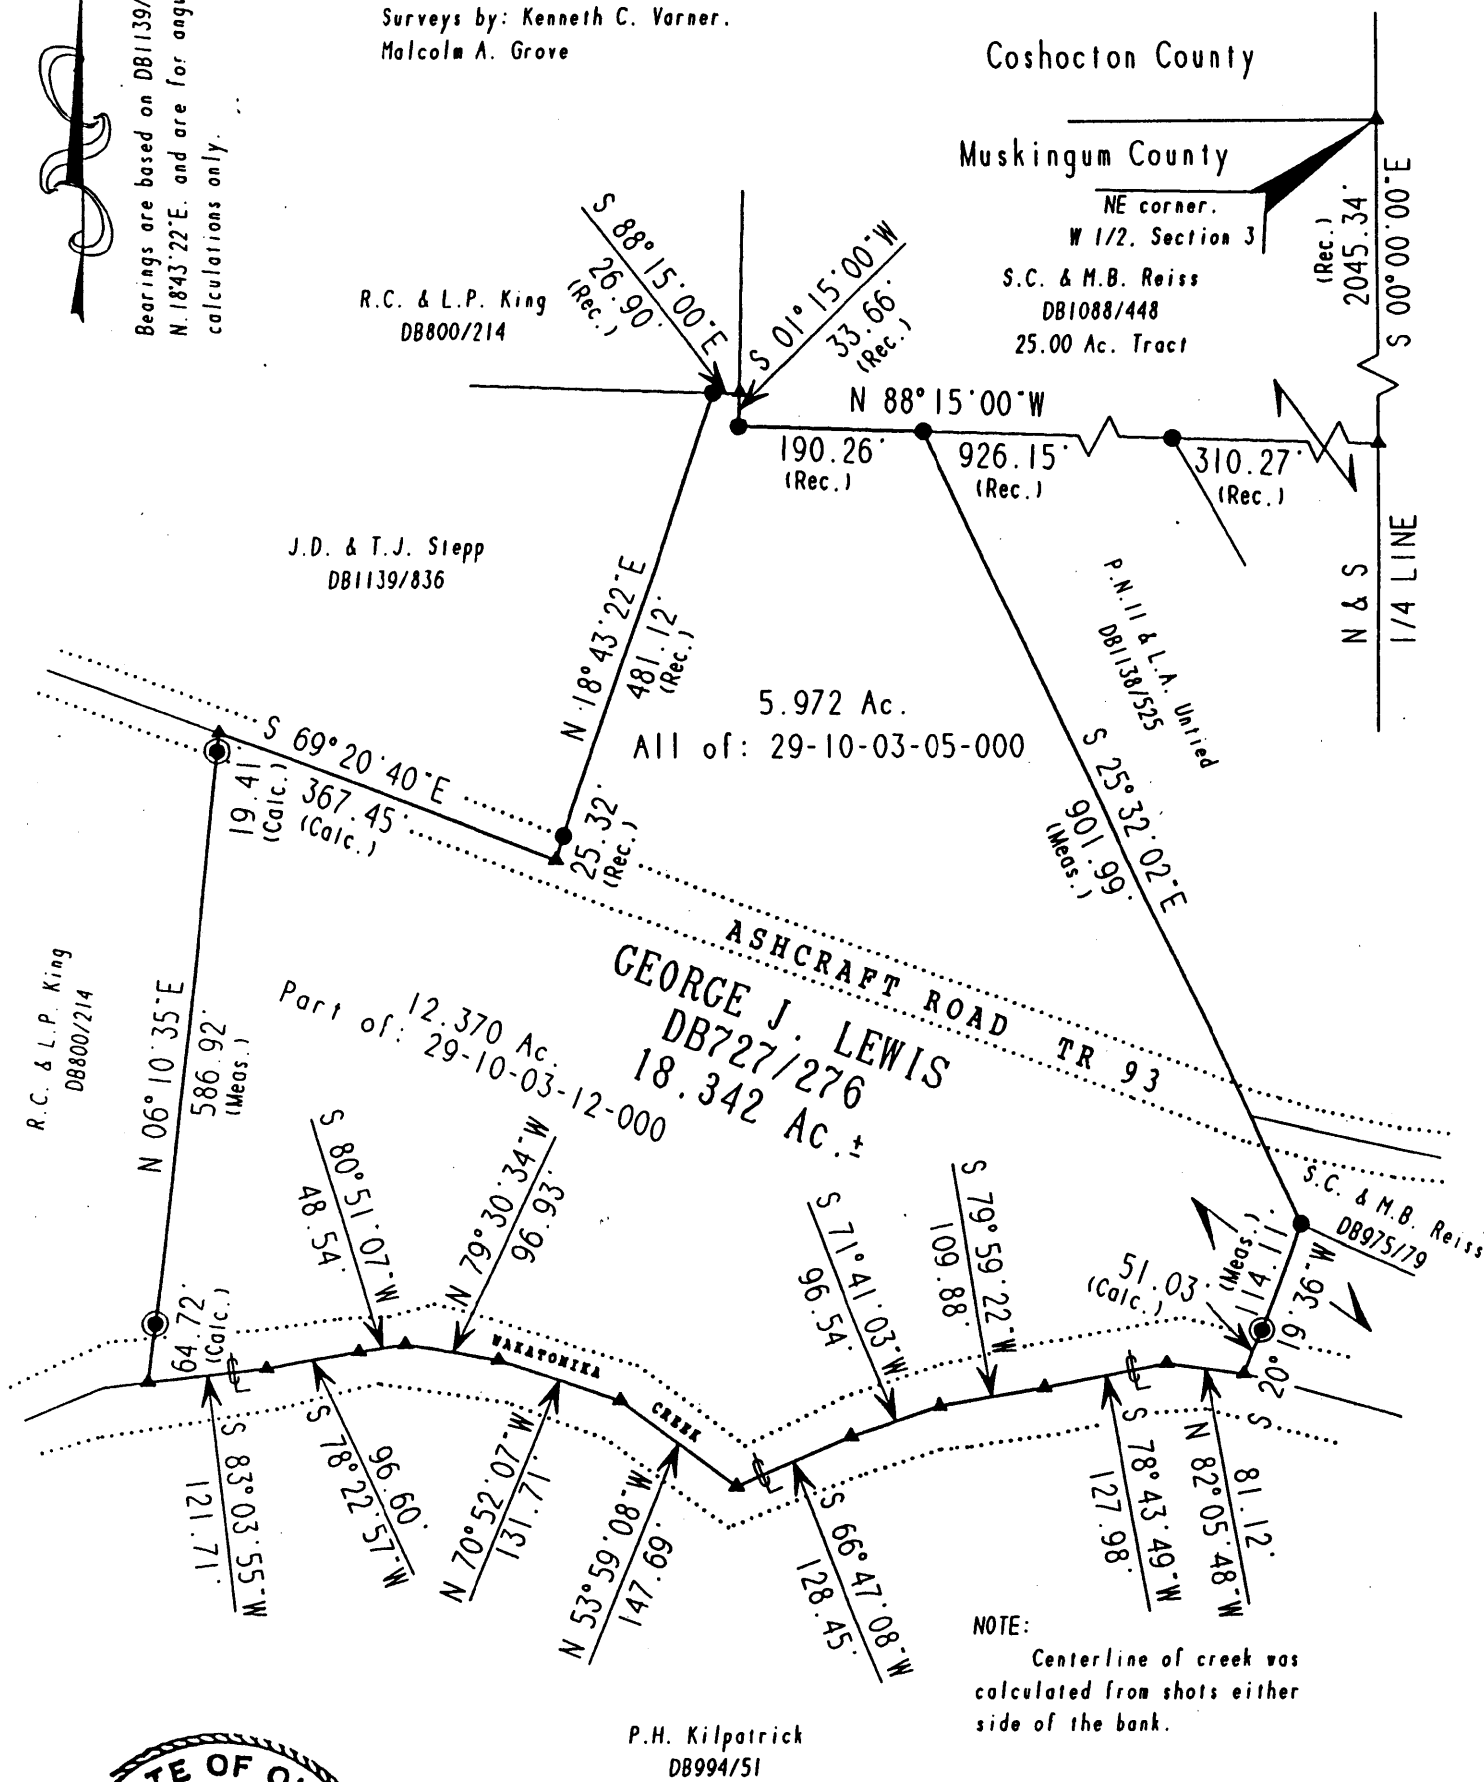 Surveys by: Kenneth C. Varner.
Malcolm A. Grove
Bearings are based on DB1139/
N.18°43'22"E. and are for angu
calculations only.
Coshocton County
Muskingum County
NE corner.
W 1/2. Section 3
S.C. & M.B. Reiss
DB1088/448
25.00 Ac. Tract
(Rec.)
2045.34'
S 00°00'00"E
R.C. & L.P. King
DB800/214
S 88°15'00"E
26.90'
(Rec.)
S 01°15'00"W
33.66'
(Rec.)
N 88°15'00"W
190.26'
(Rec.)
926.15'
(Rec.)
310.27'
(Rec.)
N & S
1/4 LINE
J.D. & T.J. Stepp
DB1139/836
N 18°43'22"E
481.12'
(Rec.)
P.N.II & L.A. Untied
DB1138/525
5.972 Ac.
All of: 29-10-03-05-000
S 25°32'02"E
901.99'
(Meas.)
S 69°20'40"E
367.45'
(Calc.)
19.41'
(Calc.)
25.32'
(Rec.)
ASHCRAFT ROAD TR 93
GEORGE J. LEWIS
DB727/276
18.342 Ac.±
12.370 Ac.
Part of: 29-10-03-12-000
R.C. & L.P. King
DB800/214
N 06°10'35"E
586.92'
(Meas.)
64.72'
(Calc.)
S 80°51'07"W
48.54'
N 79°30'34"W
96.93'
S 71°41'03"W
96.54'
S 79°59'22"W
109.88'
51.03'
(Calc.)
(Meas.)
114.11'
S 20°19'36"W
S.C. & M.B. Reiss
DB975/79
WAKATOMIKA
CREEK
S 83°03'55"W
121.71'
96.60'
S 78°22'57"W
N 70°52'07"W
131.71'
N 53°59'08"W
147.69'
S 66°47'08"W
128.45'
S 78°43'49"W
127.98'
81.12'
N 82°05'48"W
NOTE:
Centerline of creek was
calculated from shots either
side of the bank.
P.H. Kilpatrick
DB994/51
TE OF O